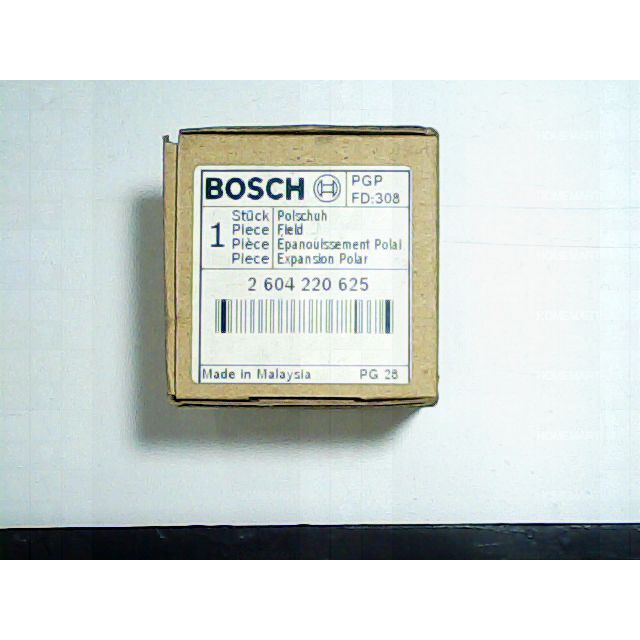 BOSCH
PGP
FD:308
1
Stück Polschuh
Piece Field
Pièce Épanouissement Polai
Piece Expansion Polar
2 604 220 625
Made in Malaysia PG 28